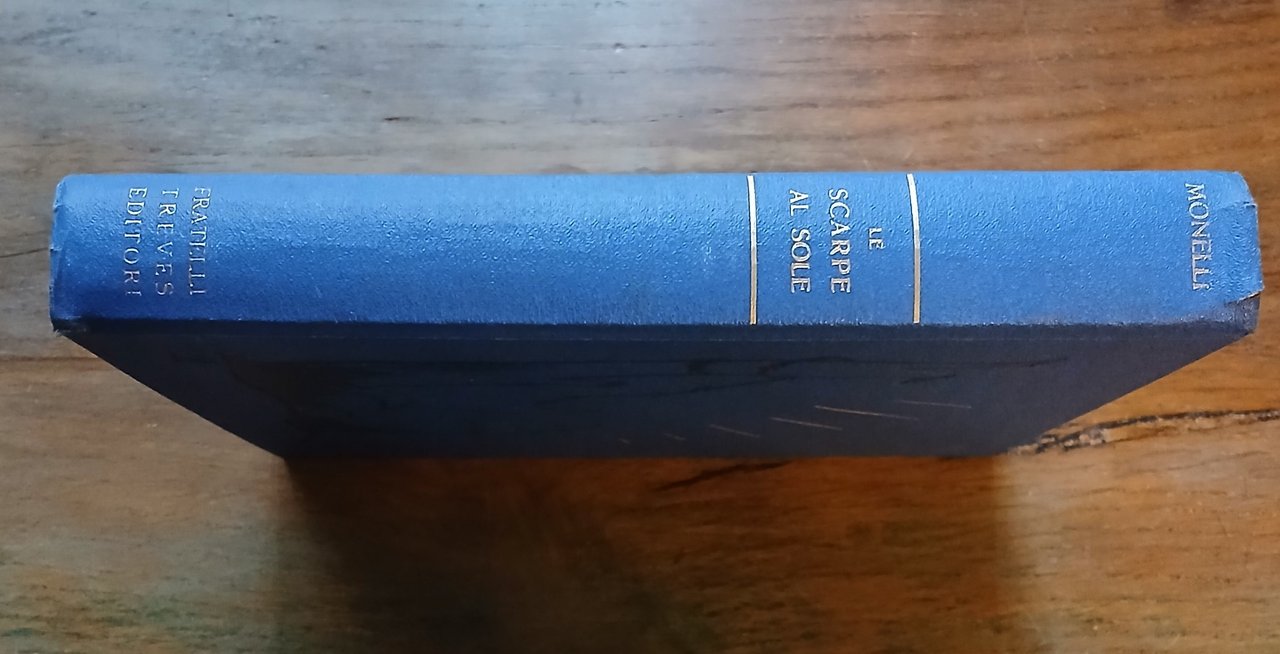 MONELLI
LE
SCARPE
AL SOLE
FRATELLI
TREVES
EDITORI